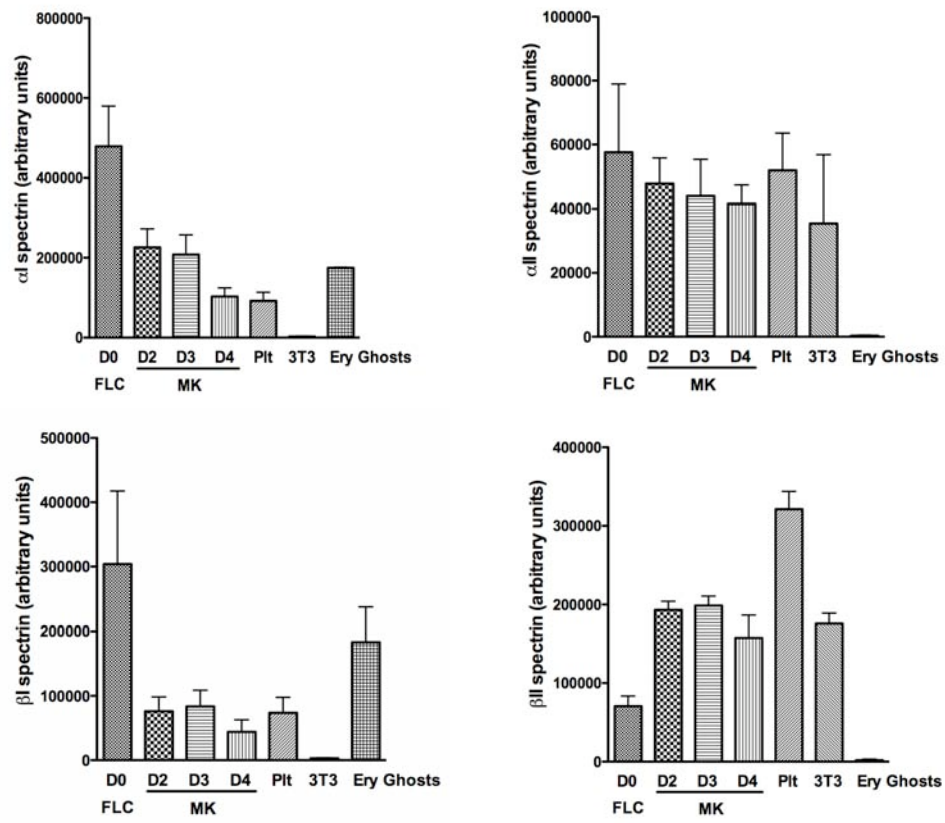 αI spectrin (arbitrary units)
800000
600000
400000
200000
0
D0 D2 D3 D4 Plt 3T3 Ery Ghosts
FLC MK
αII spectrin (arbitrary units)
100000
80000
60000
40000
20000
0
D0 D2 D3 D4 Plt 3T3 Ery Ghosts
FLC MK
βI spectrin (arbitrary units)
500000
400000
300000
200000
100000
0
D0 D2 D3 D4 Plt 3T3 Ery Ghosts
FLC MK
βII spectrin (arbitrary units)
400000
300000
200000
100000
0
D0 D2 D3 D4 Plt 3T3 Ery Ghosts
FLC MK